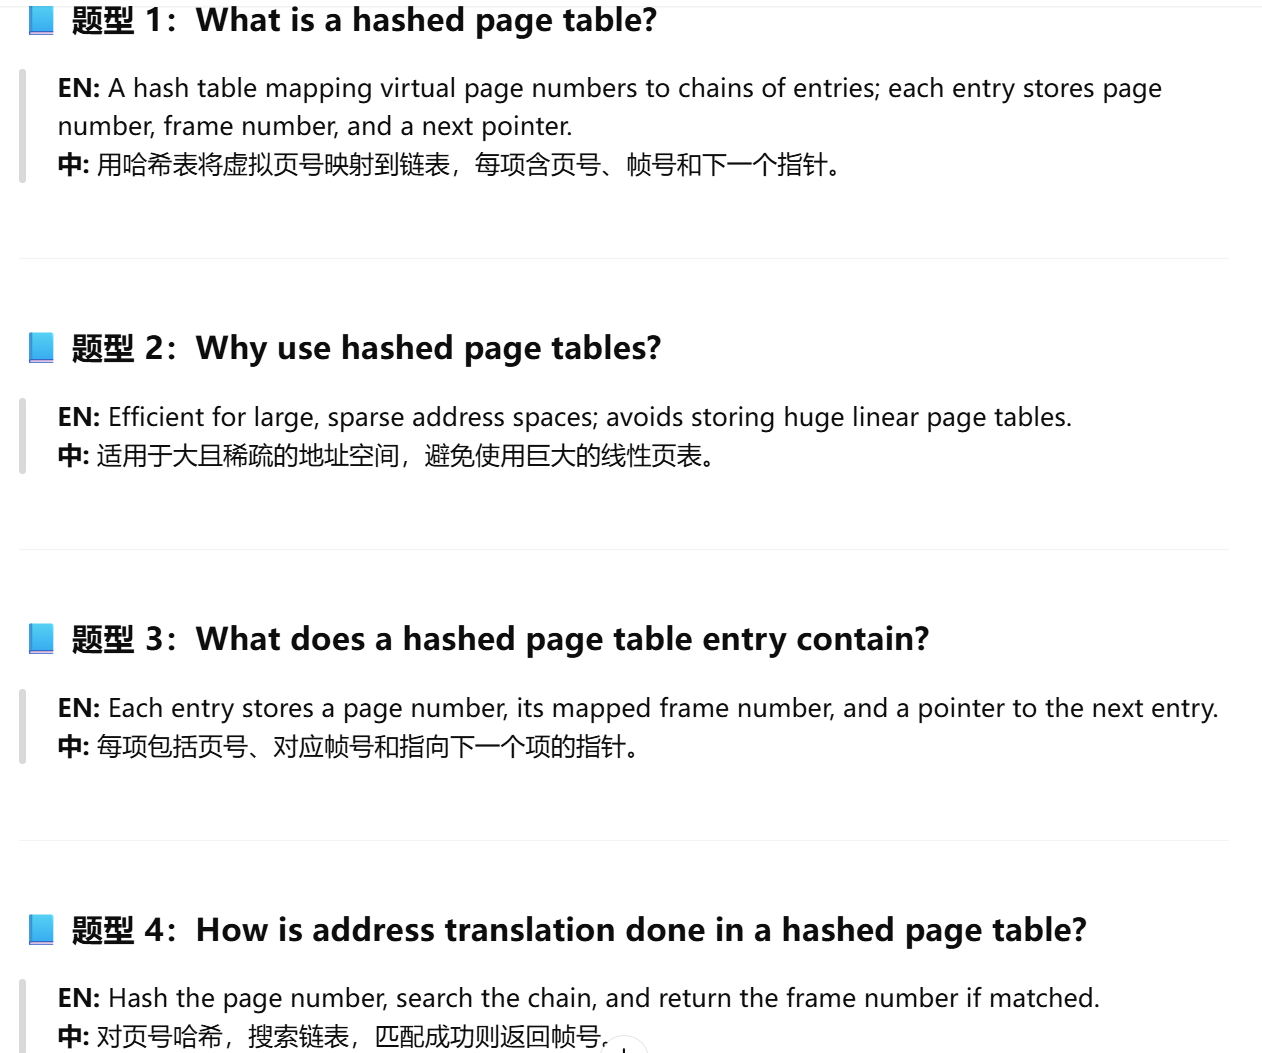 题型 1：What is a hashed page table?
EN: A hash table mapping virtual page numbers to chains of entries; each entry stores page
number, frame number, and a next pointer.
中: 用哈希表将虚拟页号映射到链表，每项含页号、帧号和下一个指针。
题型 2：Why use hashed page tables?
EN: Efficient for large, sparse address spaces; avoids storing huge linear page tables.
中: 适用于大且稀疏的地址空间，避免使用巨大的线性页表。
题型 3：What does a hashed page table entry contain?
EN: Each entry stores a page number, its mapped frame number, and a pointer to the next entry.
中: 每项包括页号、对应帧号和指向下一个项的指针。
题型 4：How is address translation done in a hashed page table?
EN: Hash the page number, search the chain, and return the frame number if matched.
中: 对页号哈希，搜索链表，匹配成功则返回帧号。